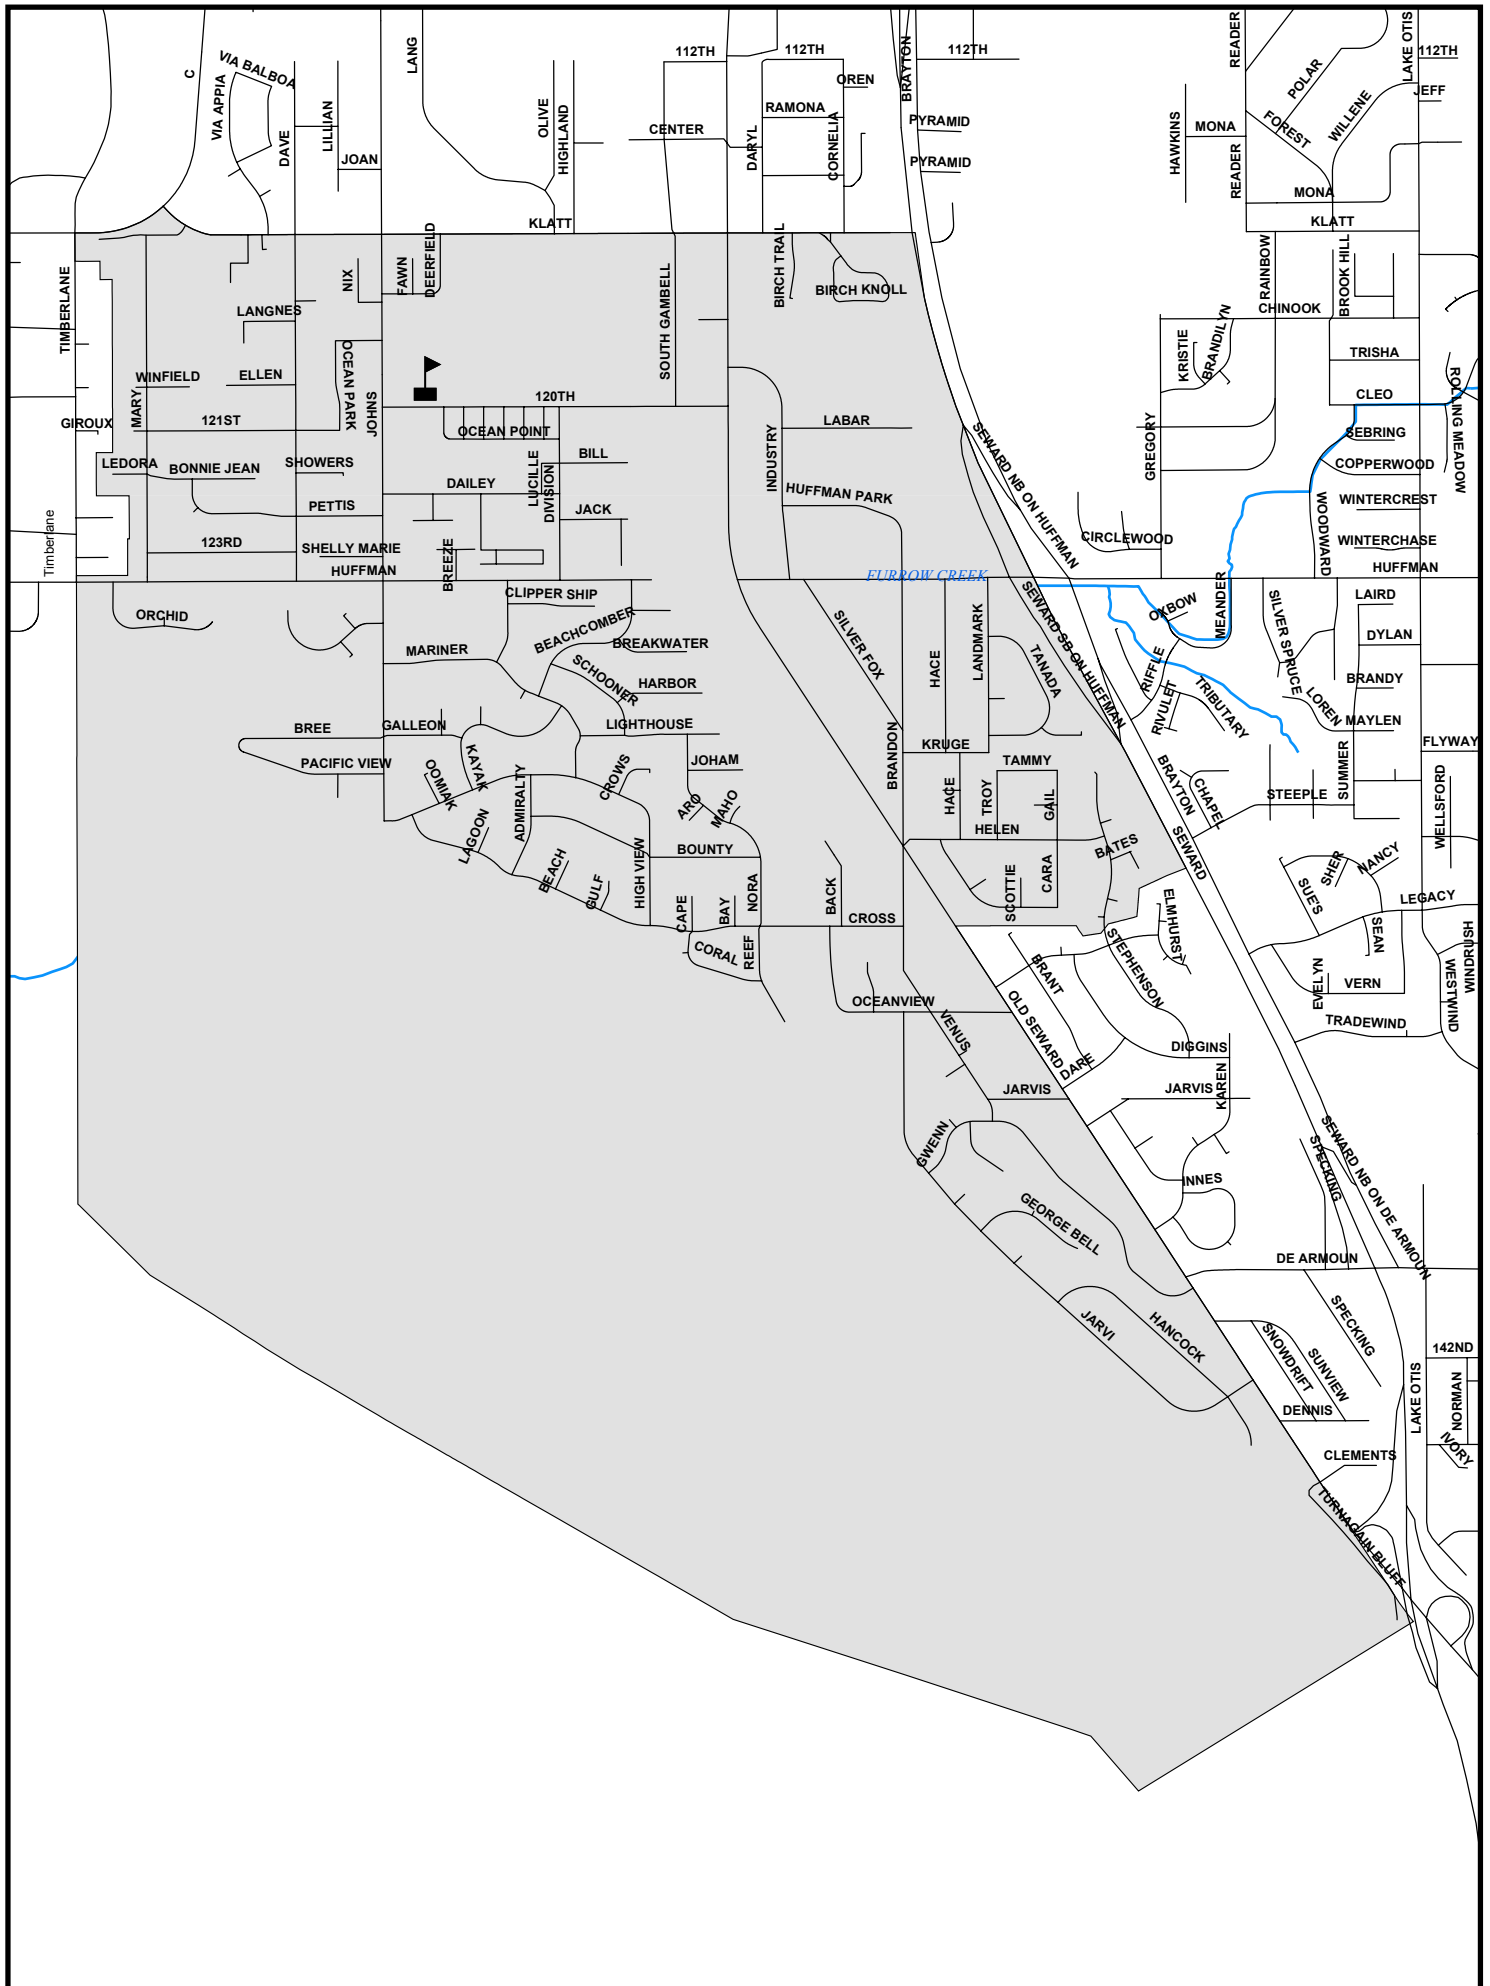 READER
LAKE OTIS
LANG
112TH
112TH
BRAYTON
112TH
112TH
C
VIA BALBOA
VIA APPIA
POLAR
OREN
JEFF
LILLIAN
DAVE
OLIVE
HIGHLAND
RAMONA
WILLENE
CENTER
DARYL
CORNELIA
PYRAMID
HAWKINS
MONA
FOREST
JOAN
PYRAMID
READER
MONA
KLATT
KLATT
TIMBERLANE
NIX
FAWN
DEERFIELD
SOUTH GAMBELL
BIRCH TRAIL
BIRCH KNOLL
RAINBOW
BROOK HILL
CHINOOK
LANGNES
KRISTIE
BRANDILYN
TRISHA
WINFIELD
ELLEN
OCEAN PARK
JOHNS
120TH
CLEO
ROLLING MEADOW
GIROUX
MARY
121ST
OCEAN POINT
LABAR
SEBRING
LEDORA
BONNIE JEAN
SHOWERS
BILL
INDUSTRY
GREGORY
COPPERWOOD
DAILEY
LUCILLE
DIVISION
HUFFMAN PARK
SEWARD NB ON HUFFMAN
WINTERCREST
PETTIS
JACK
WOODWARD
Timberlane
123RD
SHELLY MARIE
BREEZE
CIRCLEWOOD
WINTERCHASE
HUFFMAN
FURROW CREEK
HUFFMAN
CLIPPER SHIP
ORCHID
BEACHCOMBER
SILVER FOX
HACE
LANDMARK
SEWARD SB ON HUFFMAN
OXBOW
MEANDER
SILVER SPRUCE
LAIRD
MARINER
BREAKWATER
TANADA
DYLAN
SCHOONER
HARBOR
RIFFLE
RIVULET
TRIBUTARY
LOREN
BRANDY
BREE
GALLEON
LIGHTHOUSE
MAYLEN
PACIFIC VIEW
KAYAK
JOHAM
BRANDON
KRUGE
FLYWAY
OOMIAK
ADMIRALTY
CROWS
TAMMY
BRAYTON
CHAPEL
SUMMER
WELLSFORD
ARO
MAHO
HACE
TROY
GAIL
STEEPLE
LAGOON
HELEN
BOUNTY
BATES
SEWARD
SHER
NANCY
BEACH
GULF
HIGH VIEW
CAPE
BAY
NORA
BACK
SCOTTIE
CARA
SUE'S
LEGACY
CROSS
ELMHURST
SEAN
WINDRUSH
CORAL
REEF
BRANT
STEPHENSON
EVELYN
VERN
WESTWIND
OCEANVIEW
OLD SEWARD
TRADEWIND
VENUS
DARE
DIGGINS
JARVIS
JARVIS
KAREN
GWENN
SPECKING
SEWARD NB ON DE ARMOUN
INNES
GEORGE BELL
DE ARMOUN
JARVI
HANCOCK
SPECKING
SNOWDRIFT
SUNVIEW
142ND
LAKE OTIS
NORMAN
DENNIS
CLEMENTS
IVORY
TURNAGAIN BLUFF